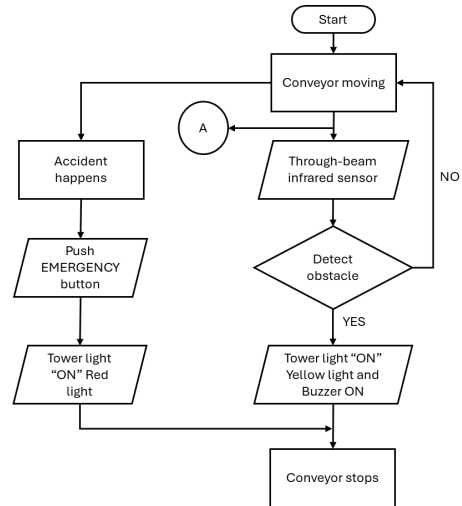 Start
Conveyor moving
A
Accident
happens
Through-beam
infrared sensor
NO
Push
EMERGENCY
button
Detect
obstacle
YES
Tower light
“ON” Red
light
Tower light “ON”
Yellow light and
Buzzer ON
Conveyor stops